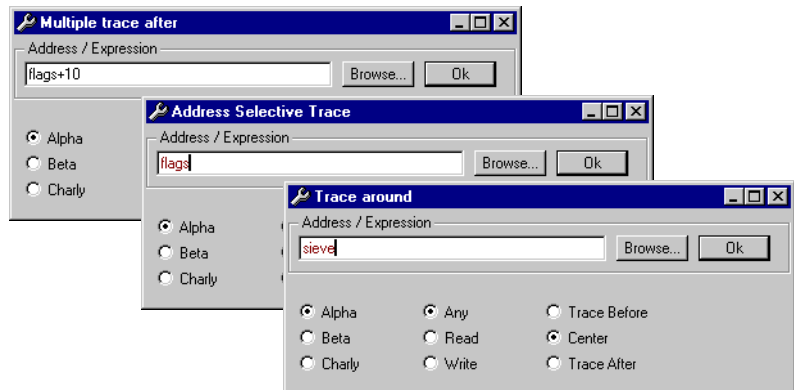 Multiple trace after
Address / Expression
flags+10 Browse... Ok
Alpha
Beta
Charly
Address Selective Trace
Address / Expression
flags Browse... Ok
Alpha
Beta
Charly
Trace around
Address / Expression
sieve Browse... Ok
Alpha Any Trace Before
Beta Read Center
Charly Write Trace After